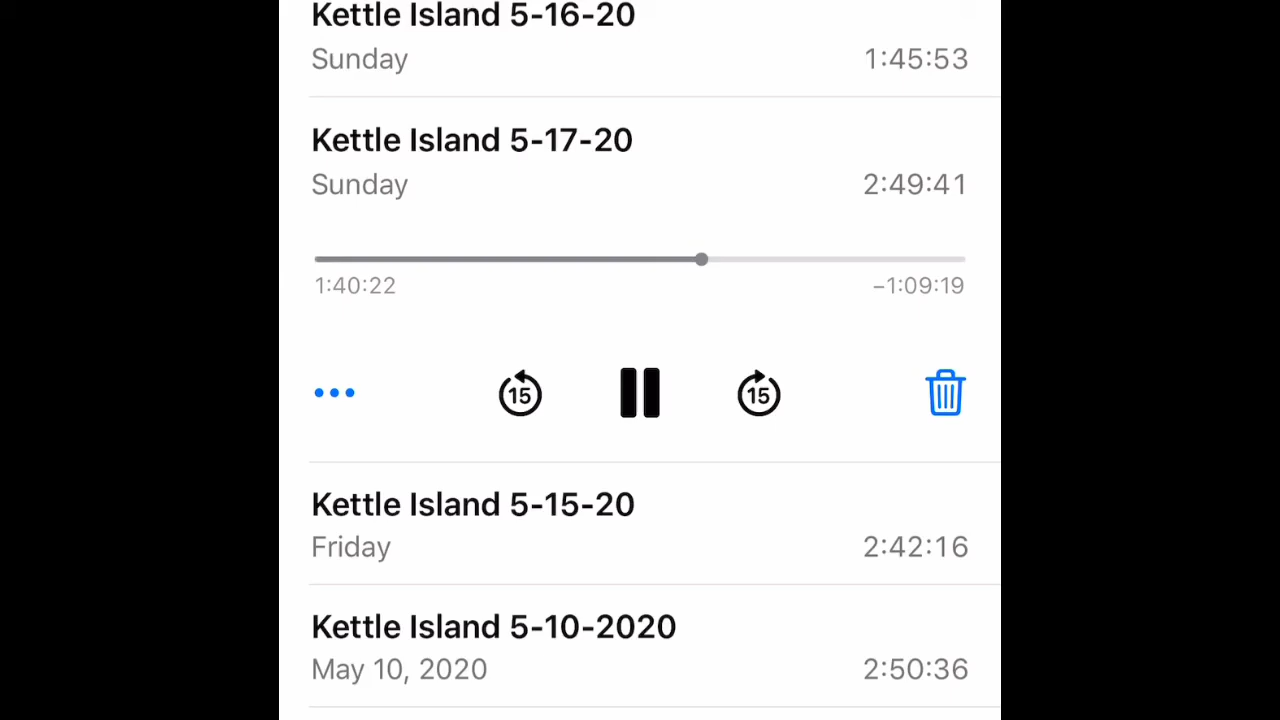 Kettle Island 5-16-20
Sunday 1:45:53
Kettle Island 5-17-20
Sunday 2:49:41
1:40:22 −1:09:19
15 15
Kettle Island 5-15-20
Friday 2:42:16
Kettle Island 5-10-2020
May 10, 2020 2:50:36